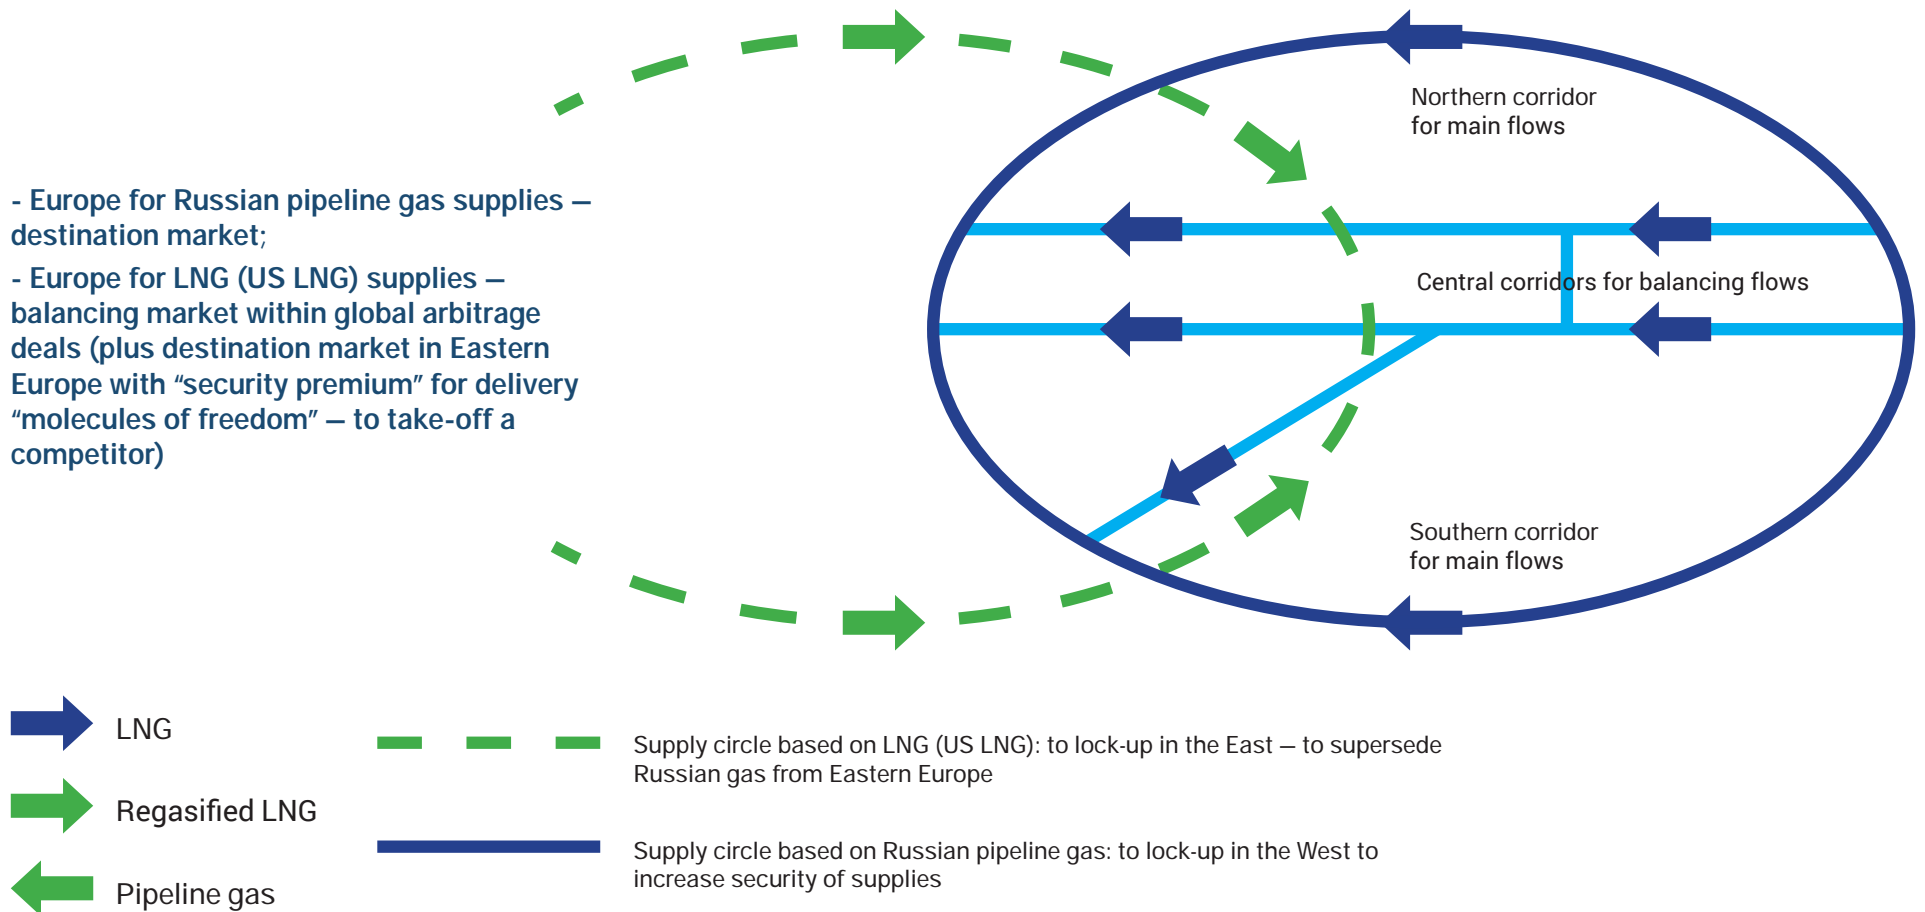 Northern corridor
for main flows
- Europe for Russian pipeline gas supplies –
destination market;
- Europe for LNG (US LNG) supplies –
balancing market within global arbitrage
deals (plus destination market in Eastern
Europe with “security premium” for delivery
“molecules of freedom” – to take-off a
competitor)
Central corridors for balancing flows
Southern corridor
for main flows
LNG
Regasified LNG
Pipeline gas
Supply circle based on LNG (US LNG): to lock-up in the East – to supersede
Russian gas from Eastern Europe
Supply circle based on Russian pipeline gas: to lock-up in the West to
increase security of supplies